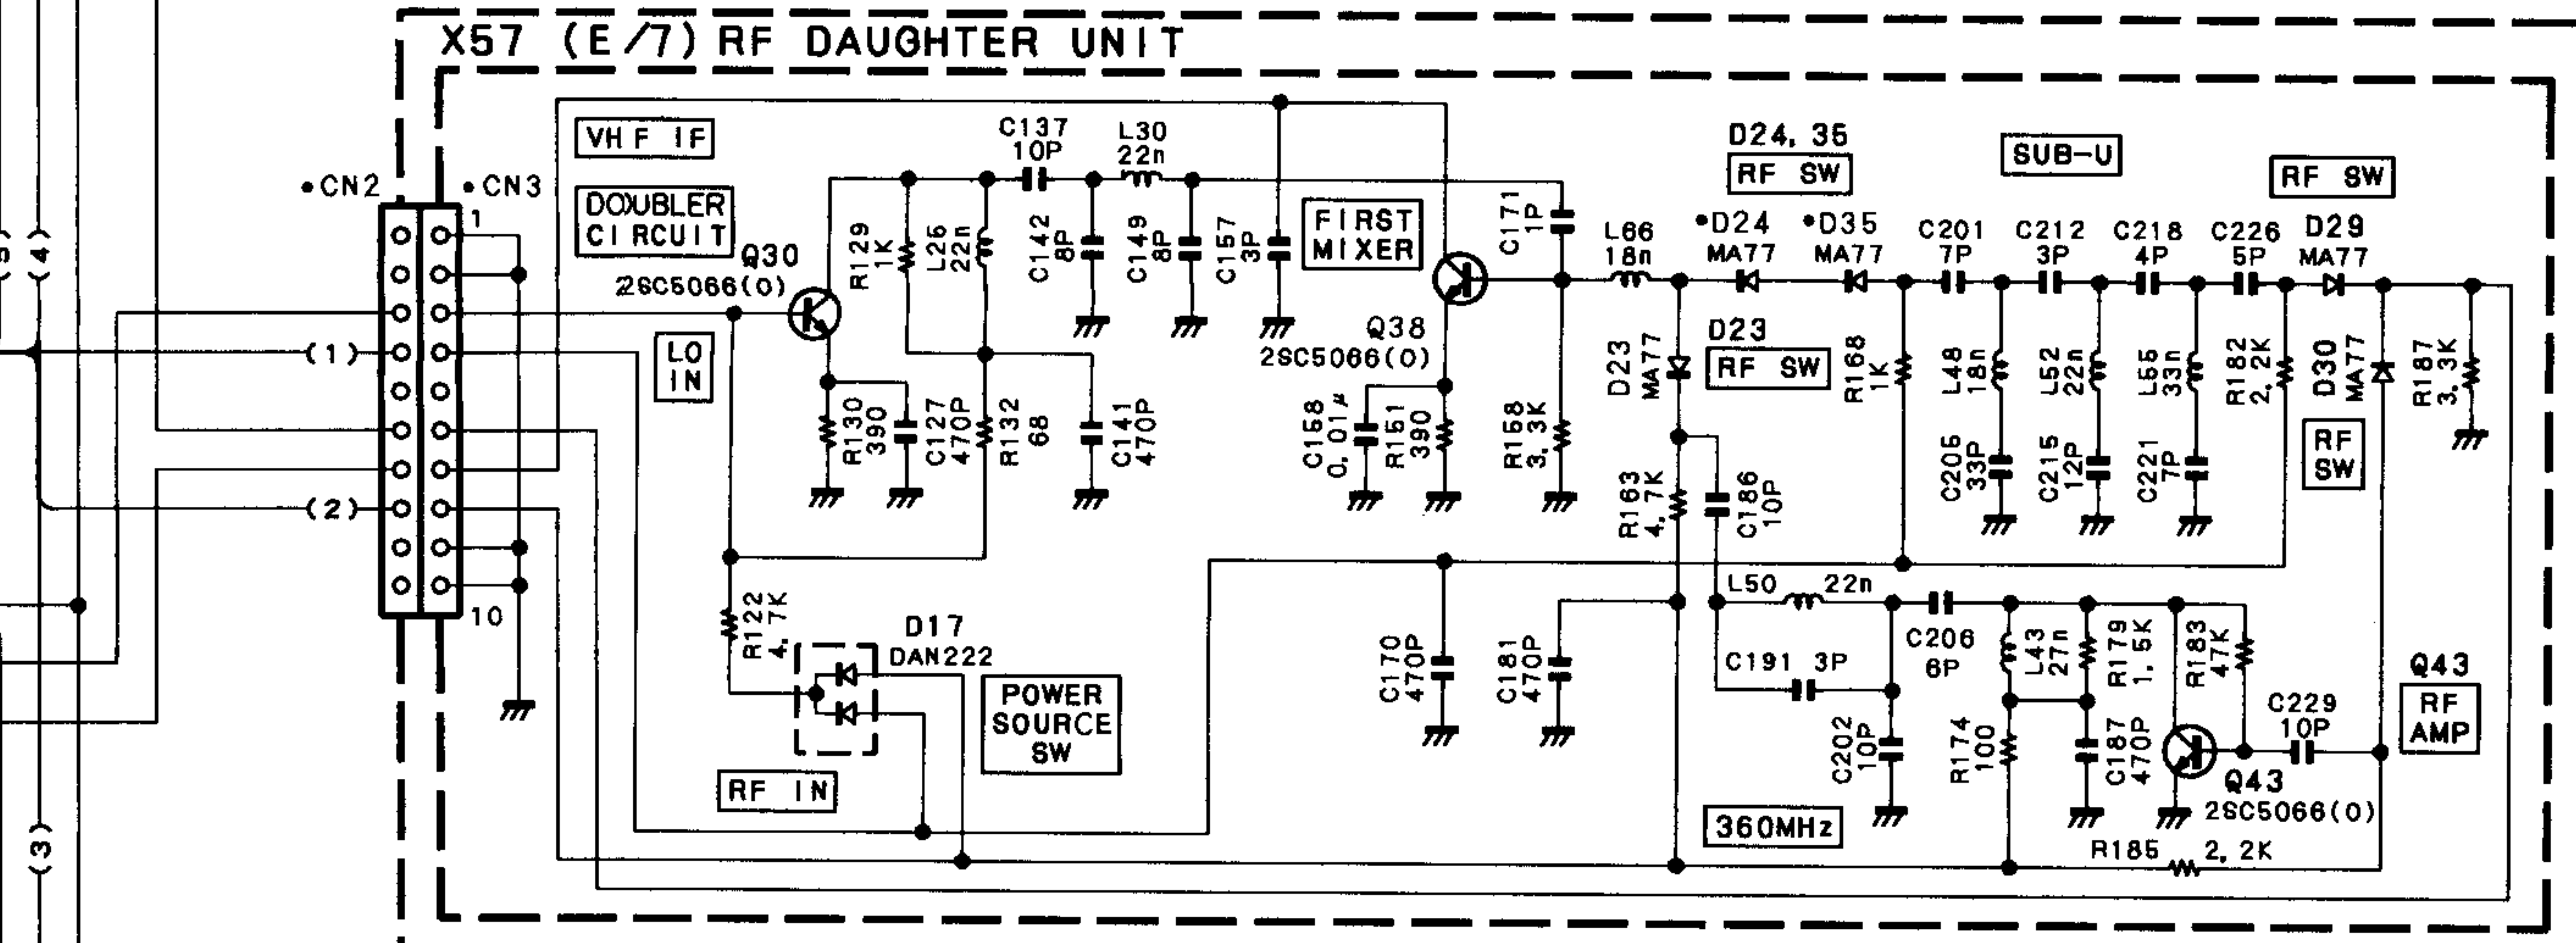 X57 (E/7) RF DAUGHTER UNIT
•CN2
•CN3
1
10
(4)
(1)
(2)
(3)
VHF IF
DOUBLER
CIRCUIT
Q30
2SC5066(O)
LO
IN
R129
1K
L25
22n
C137
10P
L30
22n
C142
8P
C149
8P
C157
3P
R130
390
C127
470P
R132
68
C141
470P
R122
4.7K
D17
DAN222
POWER
SOURCE
SW
RF IN
FIRST
MIXER
Q38
2SC5066(O)
C171
1P
L66
18n
C158
0.01μ
R151
390
R158
3.3K
D24, 35
RF SW
•D24
MA77
•D35
MA77
D23
MA77
D23
RF SW
R168
1K
R163
4.7K
C186
10P
SUB-U
C201
7P
C212
3P
C218
4P
C226
5P
RF SW
D29
MA77
L48
18n
L52
22n
L55
33n
R182
2.2K
D30
MA77
R187
3.3K
C205
33P
C215
12P
C221
7P
RF
SW
C170
470P
C181
470P
L50 22n
C191 3P
C206
6P
C202
10P
L43
27n
R179
1.5K
R183
47K
R174
100
C187
470P
C229
10P
Q43
RF
AMP
Q43
2SC5066(O)
360MHz
R185 2.2K